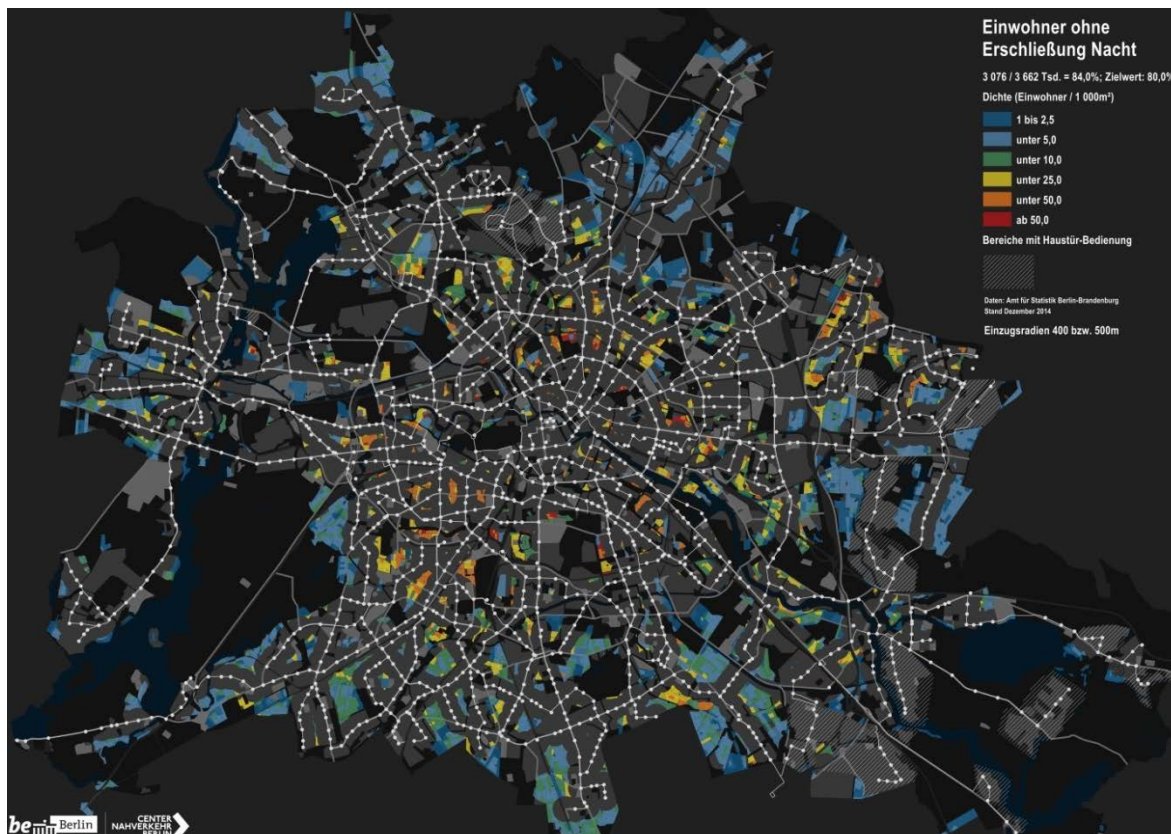 Einwohner ohne
Erschließung Nacht
3 076 / 3 662 Tsd. = 84,0%; Zielwert: 80,0%
Dichte (Einwohner / 1 000m²)
1 bis 2,5
unter 5,0
unter 10,0
unter 25,0
unter 50,0
ab 50,0
Bereiche mit Haustür-Bedienung
Daten: Amt für Statistik Berlin-Brandenburg
Stand Dezember 2014
Einzugsradien 400 bzw. 500m
be Berlin
CENTER
NAHVERKEHR
BERLIN